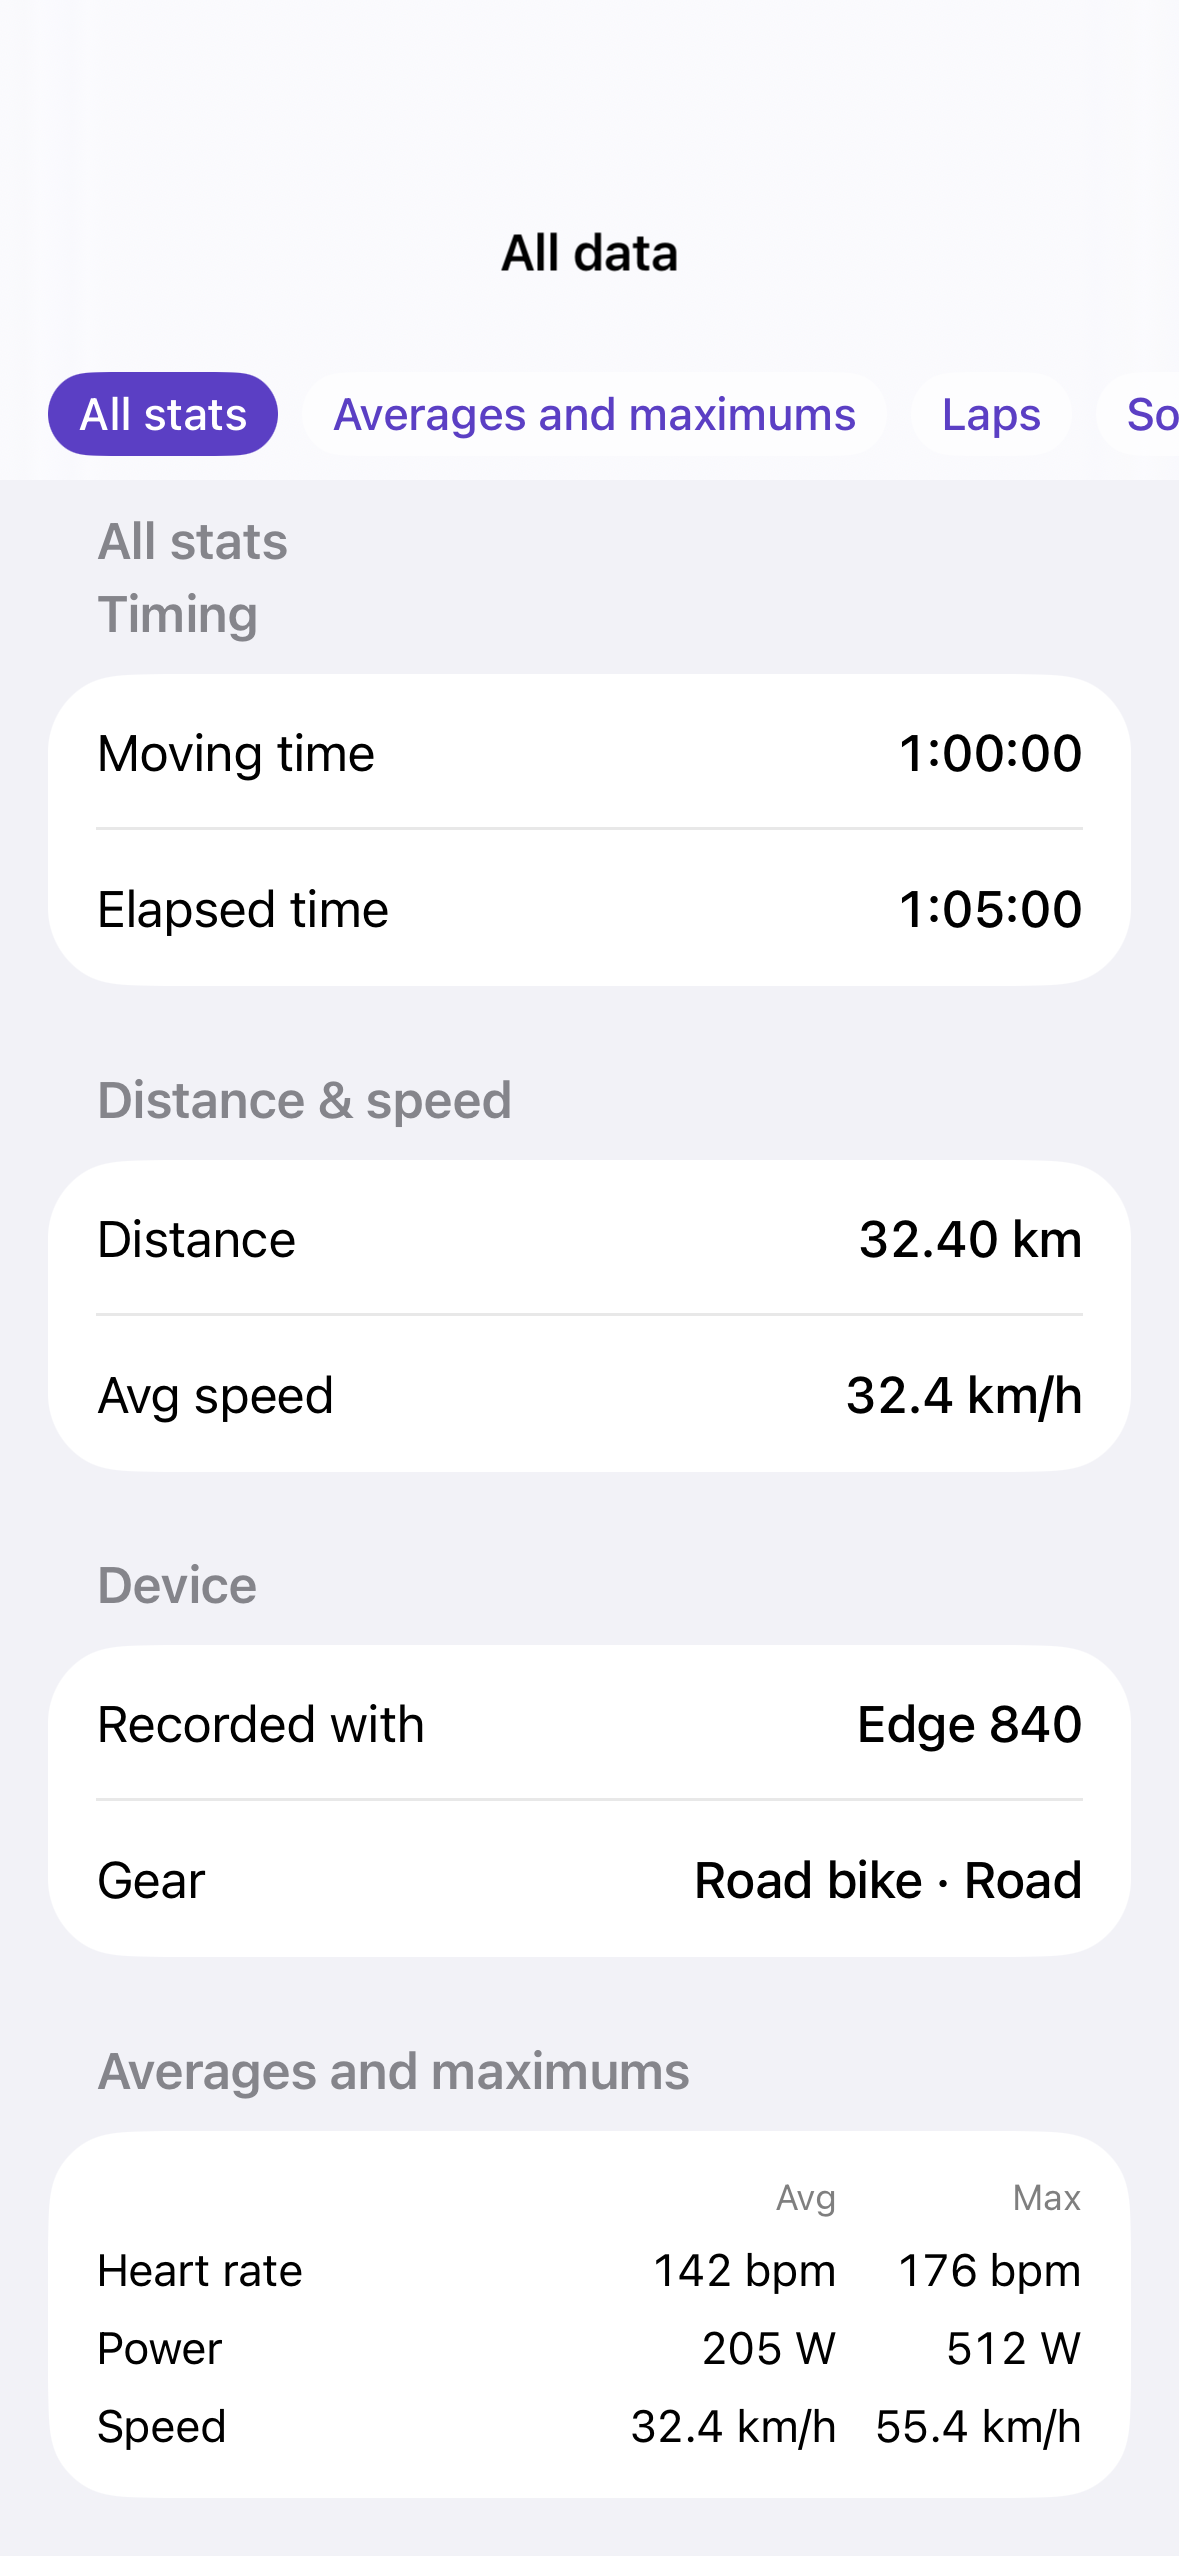 All data
All stats Averages and maximums Laps So
All stats
Timing
Moving time 1:00:00
Elapsed time 1:05:00
Distance & speed
Distance 32.40 km
Avg speed 32.4 km/h
Device
Recorded with Edge 840
Gear Road bike · Road
Averages and maximums
Avg Max
Heart rate 142 bpm 176 bpm
Power 205 W 512 W
Speed 32.4 km/h 55.4 km/h